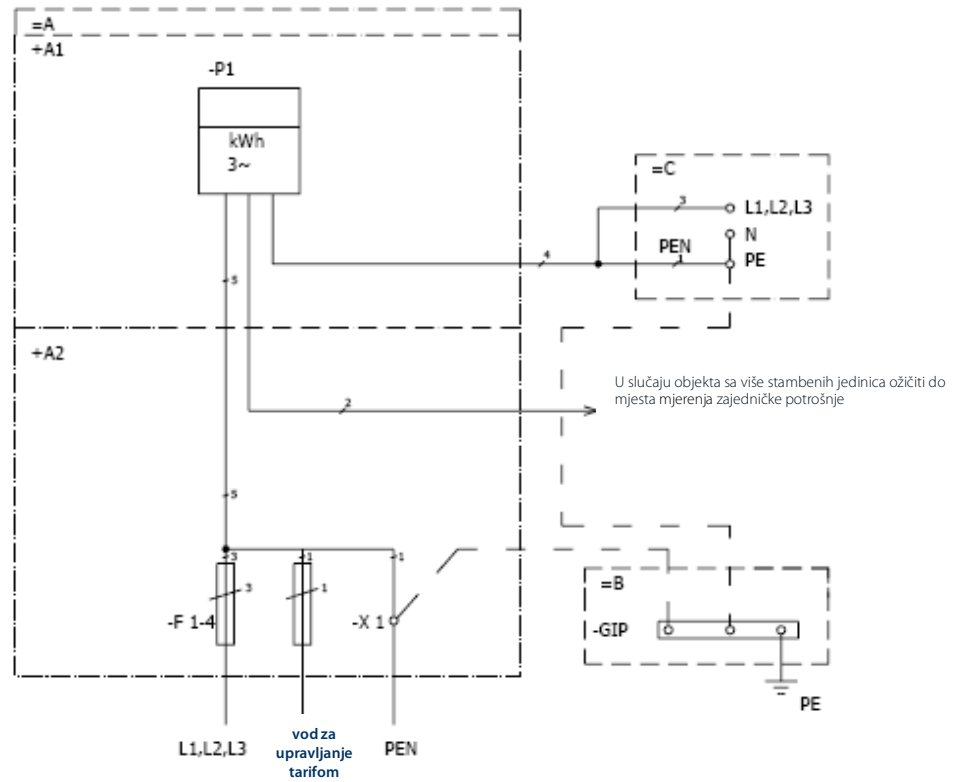 =A
+A1
-P1
kWh
3~
=C
3
L1,L2,L3
N
4
PEN
1
PE
5
+A2
U slučaju objekta sa više stambenih jedinica ožičiti do
mjesta mjerenja zajedničke potrošnje
2
5
3
1
1
3
1
=B
-F 1-4
-X 1
-GIP
PE
L1,L2,L3
vod za
upravljanje
tarifom
PEN